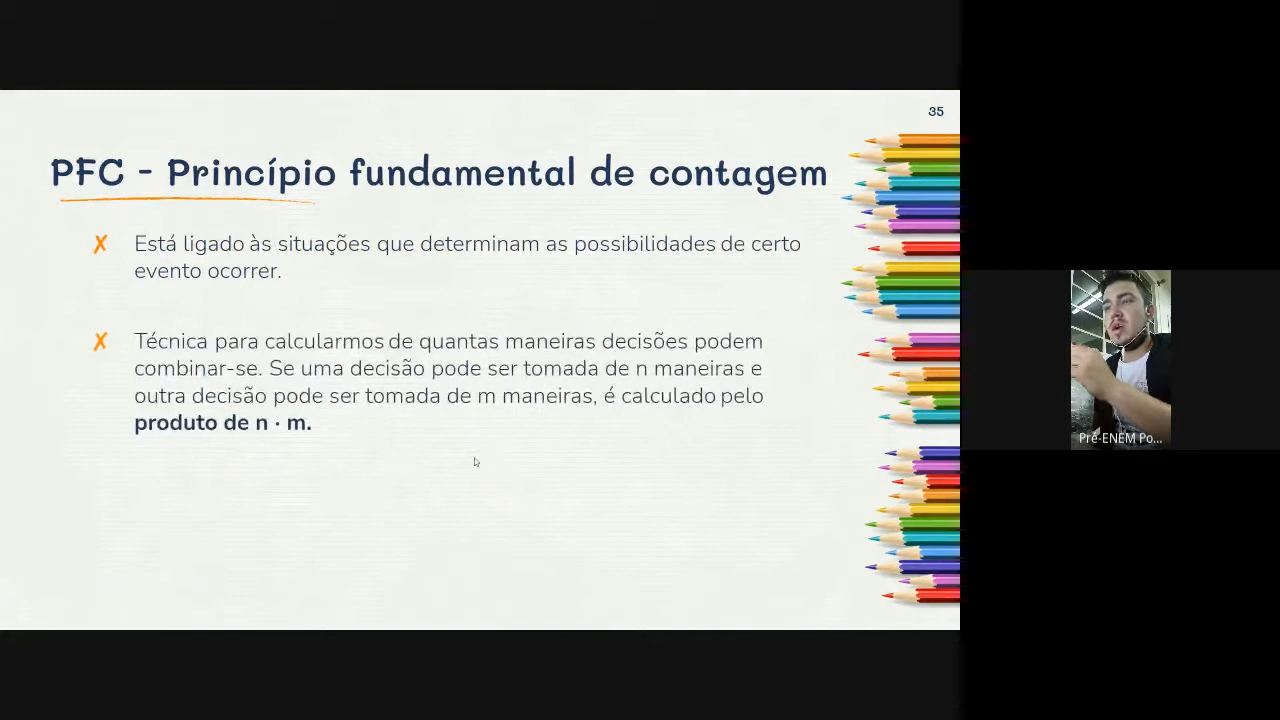 35
PFC - Princípio fundamental de contagem
✗ Está ligado às situações que determinam as possibilidades de certo
evento ocorrer.
✗ Técnica para calcularmos de quantas maneiras decisões podem
combinar-se. Se uma decisão pode ser tomada de n maneiras e
outra decisão pode ser tomada de m maneiras, é calculado pelo
produto de n · m.
Pré-ENEM Po...